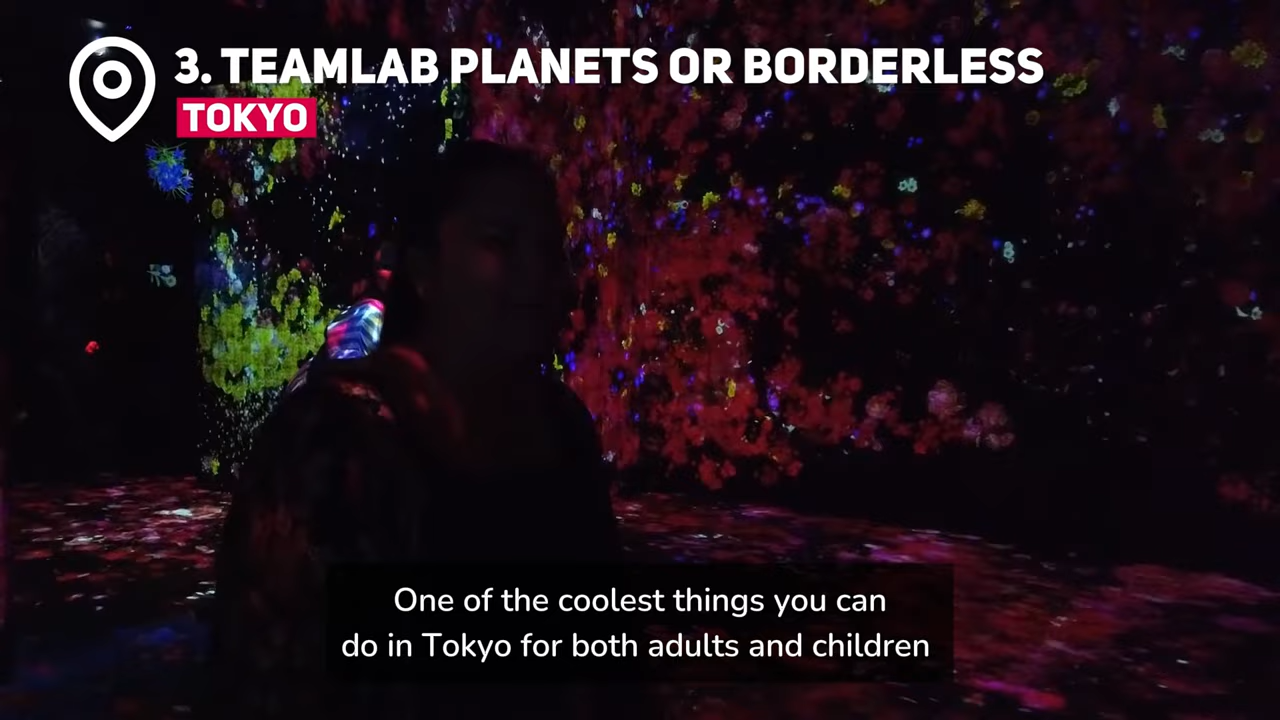 3. TEAMLAB PLANETS OR BORDERLESS
TOKYO
One of the coolest things you can
do in Tokyo for both adults and children